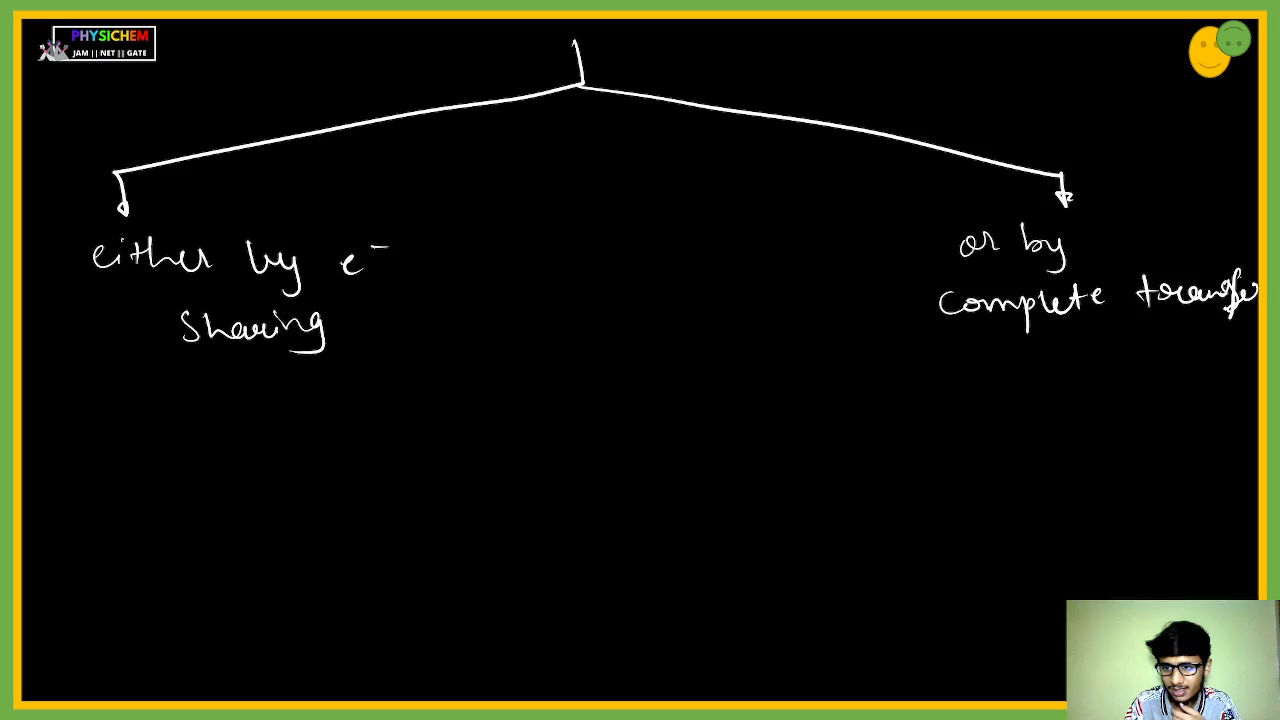 PHYSICHEM
JAM || NET || GATE
either by e⁻
sharing
or by
complete transfer